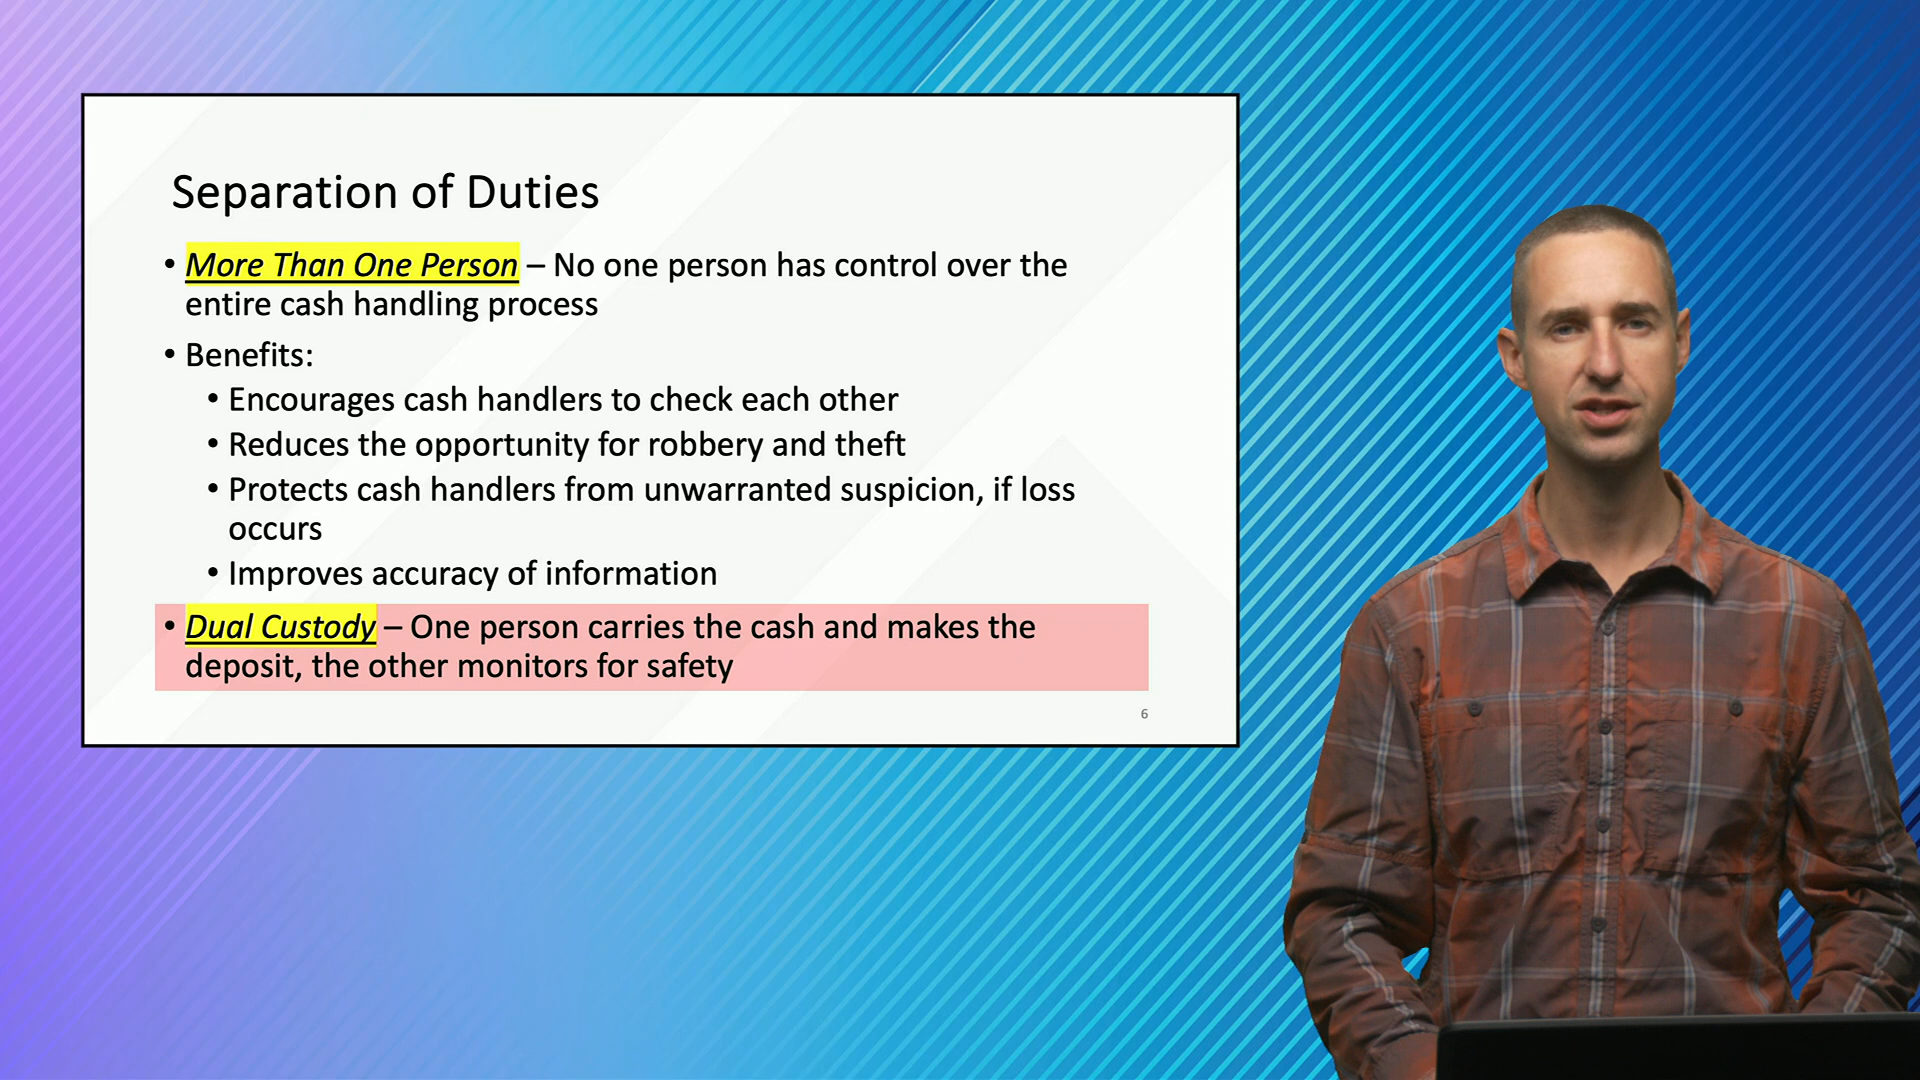 Separation of Duties
• More Than One Person – No one person has control over the
entire cash handling process
• Benefits:
• Encourages cash handlers to check each other
• Reduces the opportunity for robbery and theft
• Protects cash handlers from unwarranted suspicion, if loss
occurs
• Improves accuracy of information
• Dual Custody – One person carries the cash and makes the
deposit, the other monitors for safety
6